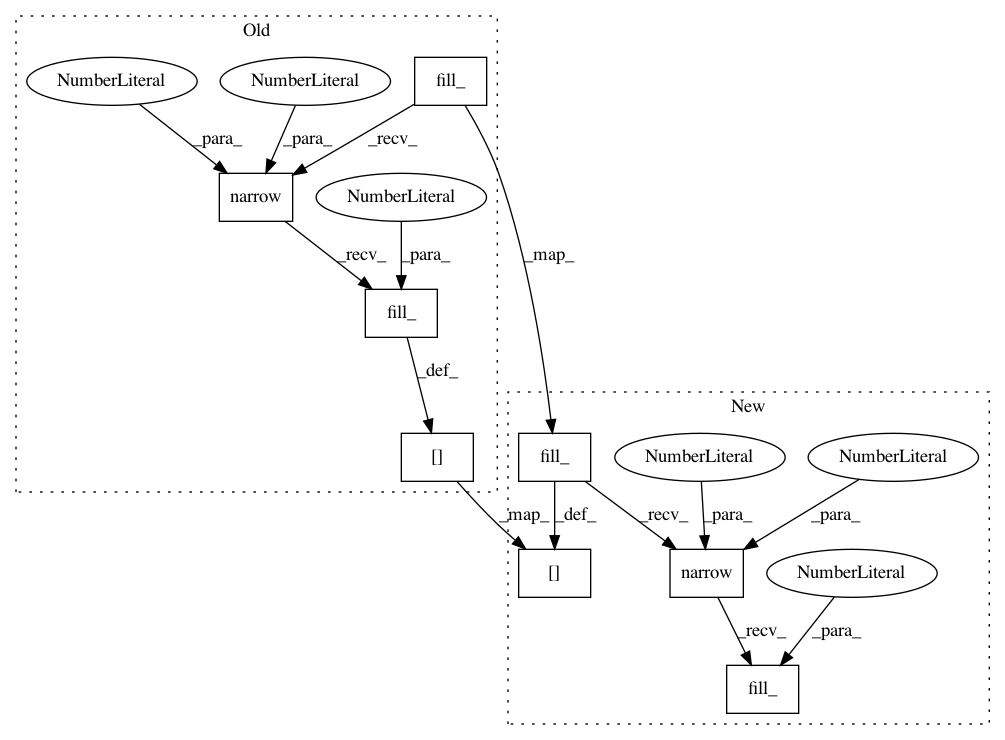 Old
NumberLiteral NumberLiteral fill_
_para_ _para_ _recv_
narrow NumberLiteral
_recv_ _para_ _map_
fill_
_def_
New
[] fill_ NumberLiteral NumberLiteral
_map_ _def_ _recv_ _para_ _para_
[] narrow NumberLiteral
_recv_ _para_
fill_